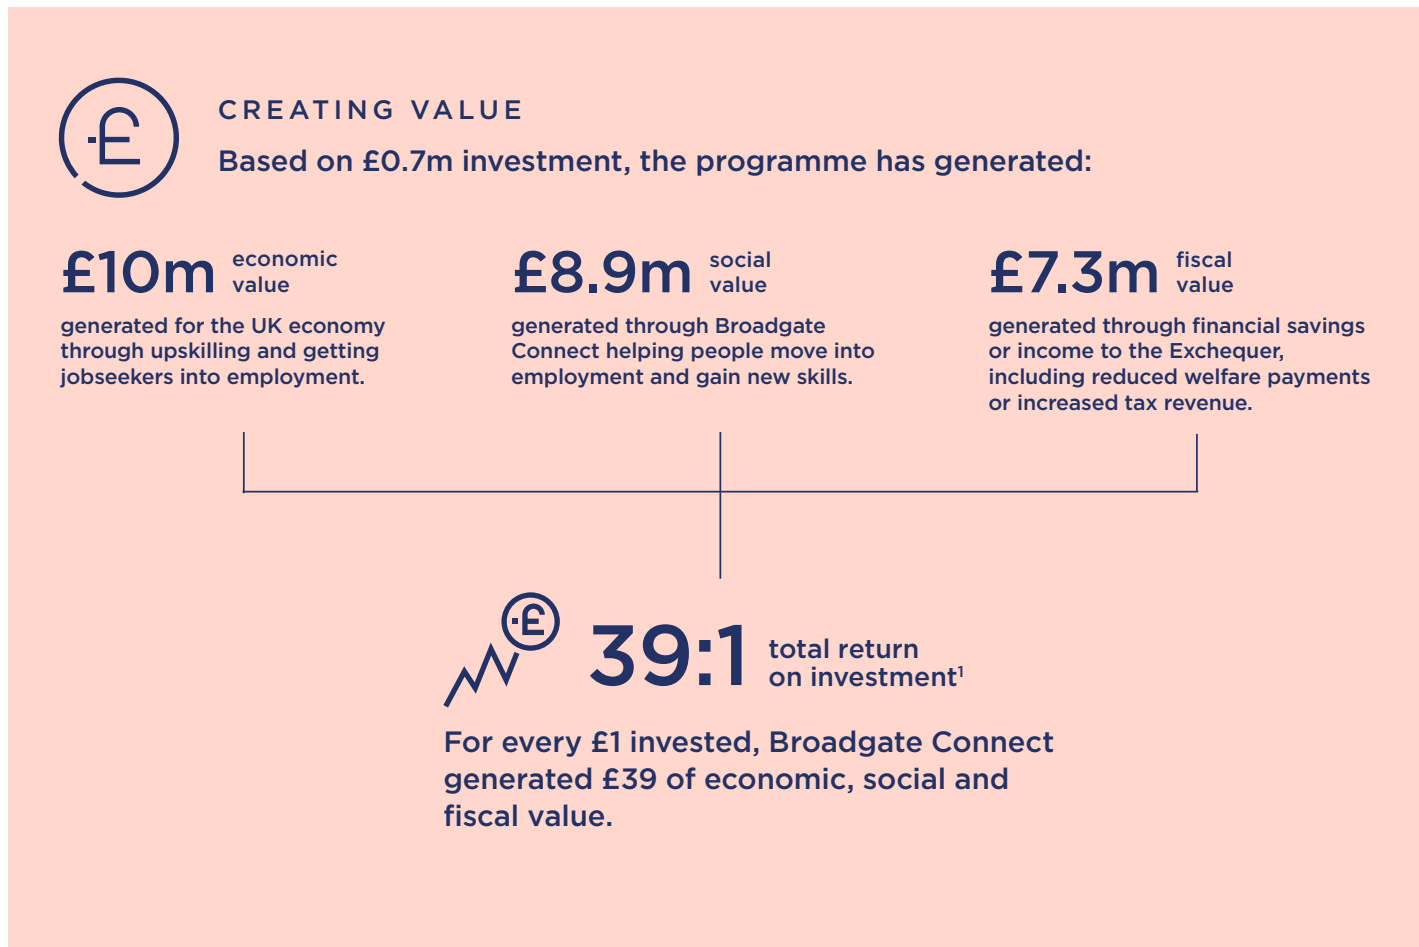 CREATING VALUE
Based on £0.7m investment, the programme has generated:
£10m economic value
generated for the UK economy
through upskilling and getting
jobseekers into employment.
£8.9m social value
generated through Broadgate
Connect helping people move into
employment and gain new skills.
£7.3m fiscal value
generated through financial savings
or income to the Exchequer,
including reduced welfare payments
or increased tax revenue.
£
39:1 total return on investment¹
For every £1 invested, Broadgate Connect
generated £39 of economic, social and
fiscal value.